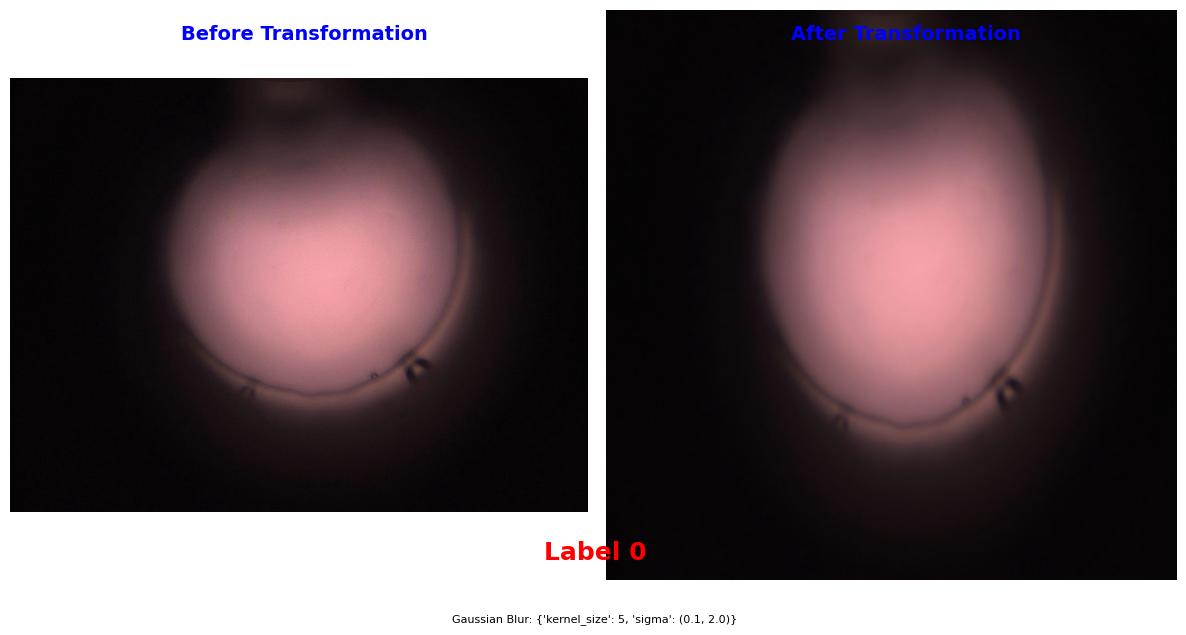 Before Transformation
After Transformation
Label 0
Gaussian Blur: {'kernel_size': 5, 'sigma': (0.1, 2.0)}